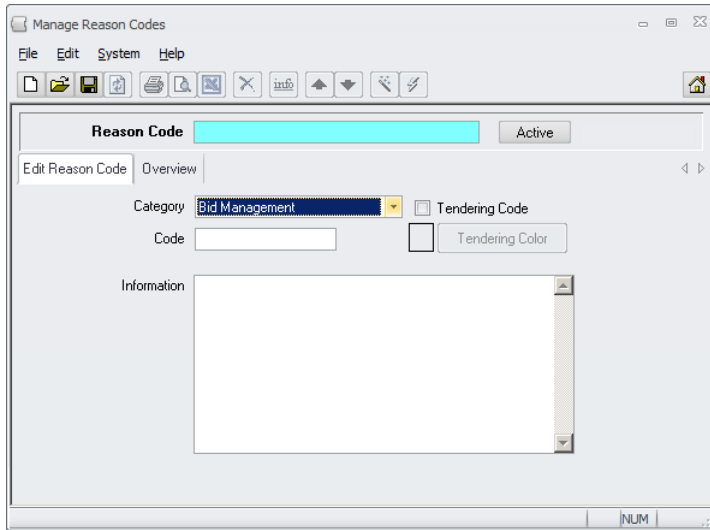 Manage Reason Codes
File Edit System Help
info
Reason Code Active
Edit Reason Code Overview
Category Bid Management Tendering Code
Code Tendering Color
Information
NUM